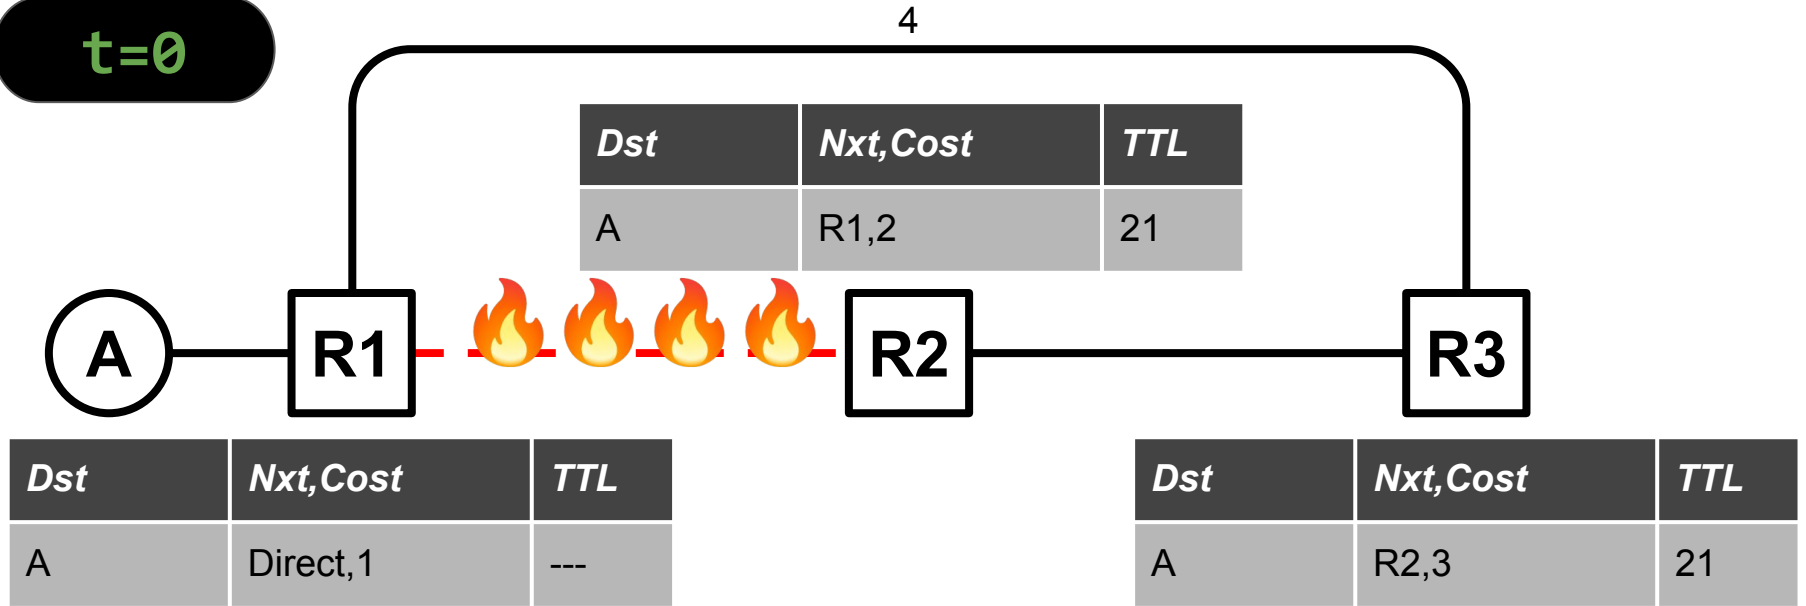 t=0
4
Dst Nxt,Cost TTL
A R1,2 21
A R1 R2 R3
Dst Nxt,Cost TTL
A Direct,1 ---
Dst Nxt,Cost TTL
A R2,3 21